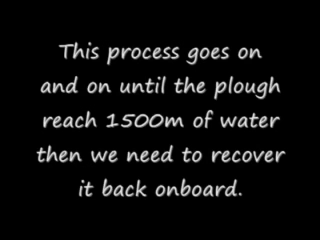 This process goes on
and on until the plough
reach 1500m of water
then we need to recover
it back onboard.